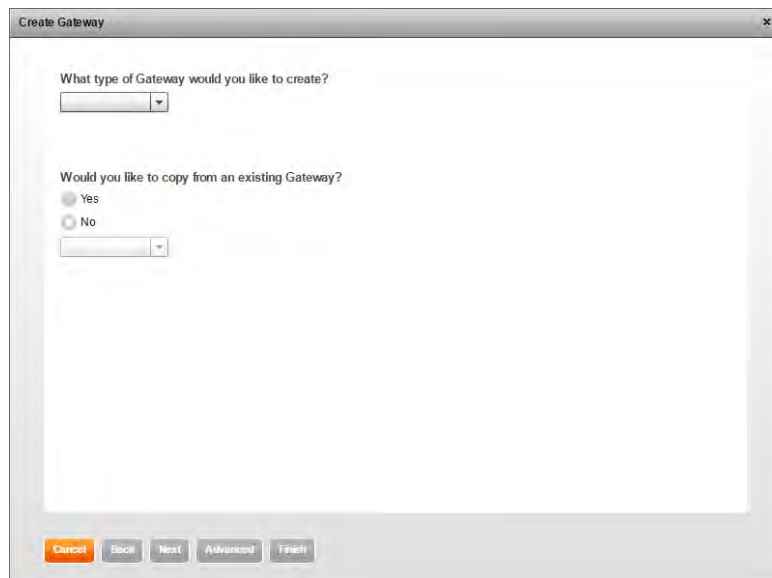 Create Gateway
What type of Gateway would you like to create?
Would you like to copy from an existing Gateway?
Yes
No
Cancel Back Next Advanced Finish